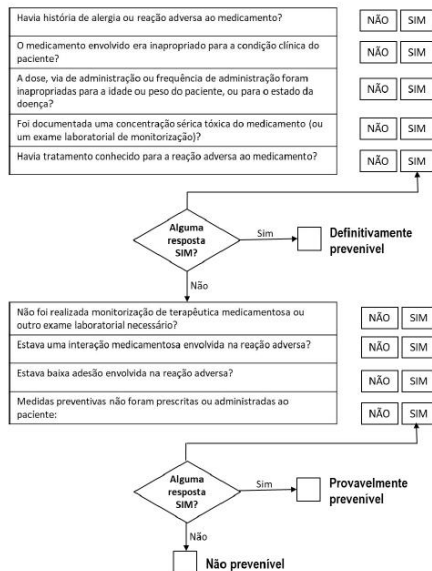 Havia história de alergia ou reação adversa ao medicamento?
NÃO SIM
O medicamento envolvido era inapropriado para a condição clínica do
paciente?
NÃO SIM
A dose, via de administração ou frequência de administração foram
inapropriadas para a idade ou peso do paciente, ou para o estado da
doença?
NÃO SIM
Foi documentada uma concentração sérica tóxica do medicamento (ou
um exame laboratorial de monitorização)?
NÃO SIM
Havia tratamento conhecido para a reação adversa ao medicamento?
NÃO SIM
Alguma
resposta
SIM?
Sim
Definitivamente
prevenivel
Não
Não foi realizada monitorização de terapêutica medicamentosa ou
outro exame laboratorial necessário?
NÃO SIM
Estava uma interação medicamentosa envolvida na reação adversa?
NÃO SIM
Estava baixa adesão envolvida na reação adversa?
NÃO SIM
Medidas preventivas não foram prescritas ou administradas ao
paciente:
NÃO SIM
Alguma
resposta
SIM?
Sim
Provavelmente
prevenivel
Não
Não prevenivel